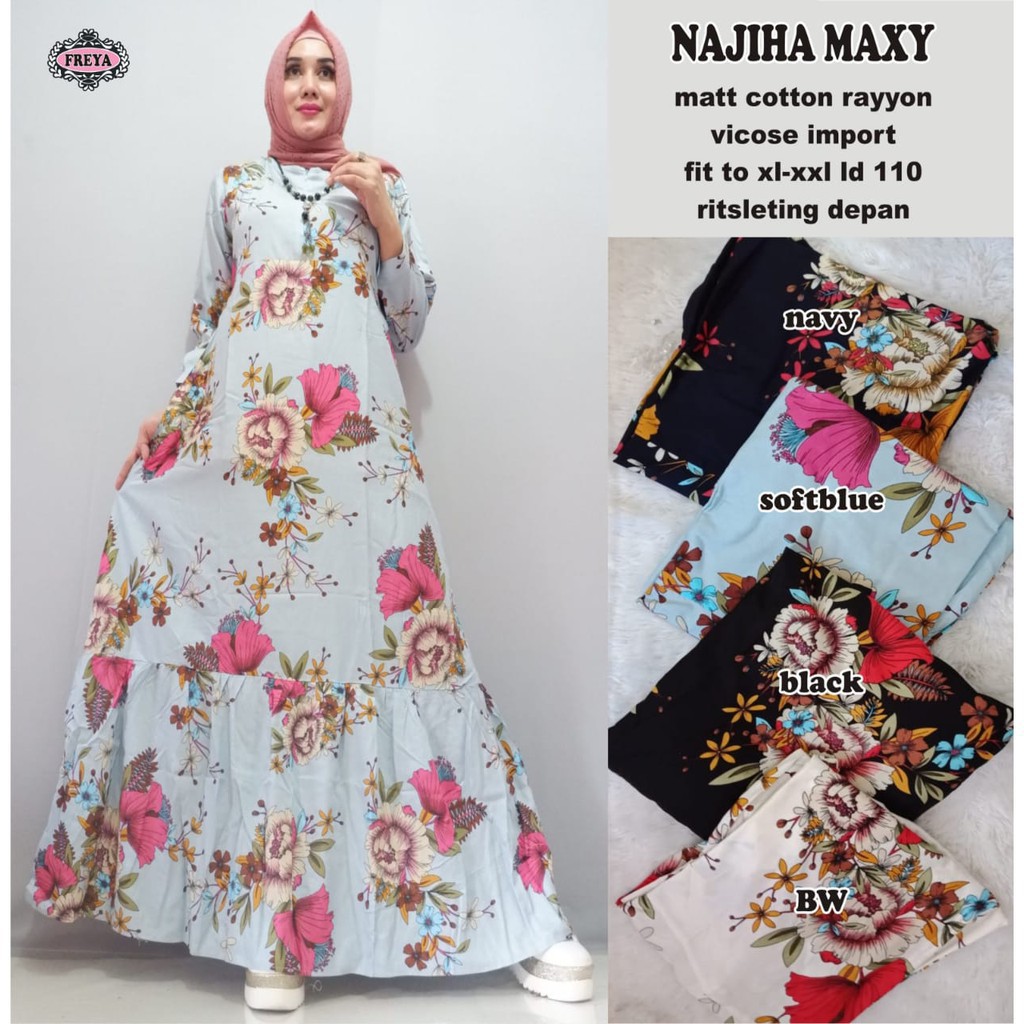 FREYA
NAJIHA MAXY
matt cotton rayyon
vicose import
fit to xl-xxl ld 110
ritsleting depan
navy
softblue
black
BW